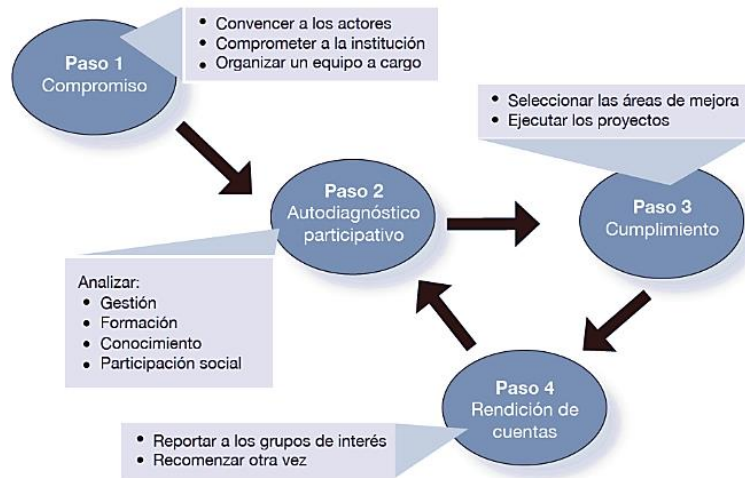 Paso 1
Compromiso
• Convencer a los actores
• Comprometer a la institución
• Organizar un equipo a cargo
Paso 2
Autodiagnóstico
participativo
Analizar:
• Gestión
• Formación
• Conocimiento
• Participación social
• Seleccionar las áreas de mejora
• Ejecutar los proyectos
Paso 3
Cumplimiento
Paso 4
Rendición de
cuentas
• Reportar a los grupos de interés
• Recomenzar otra vez